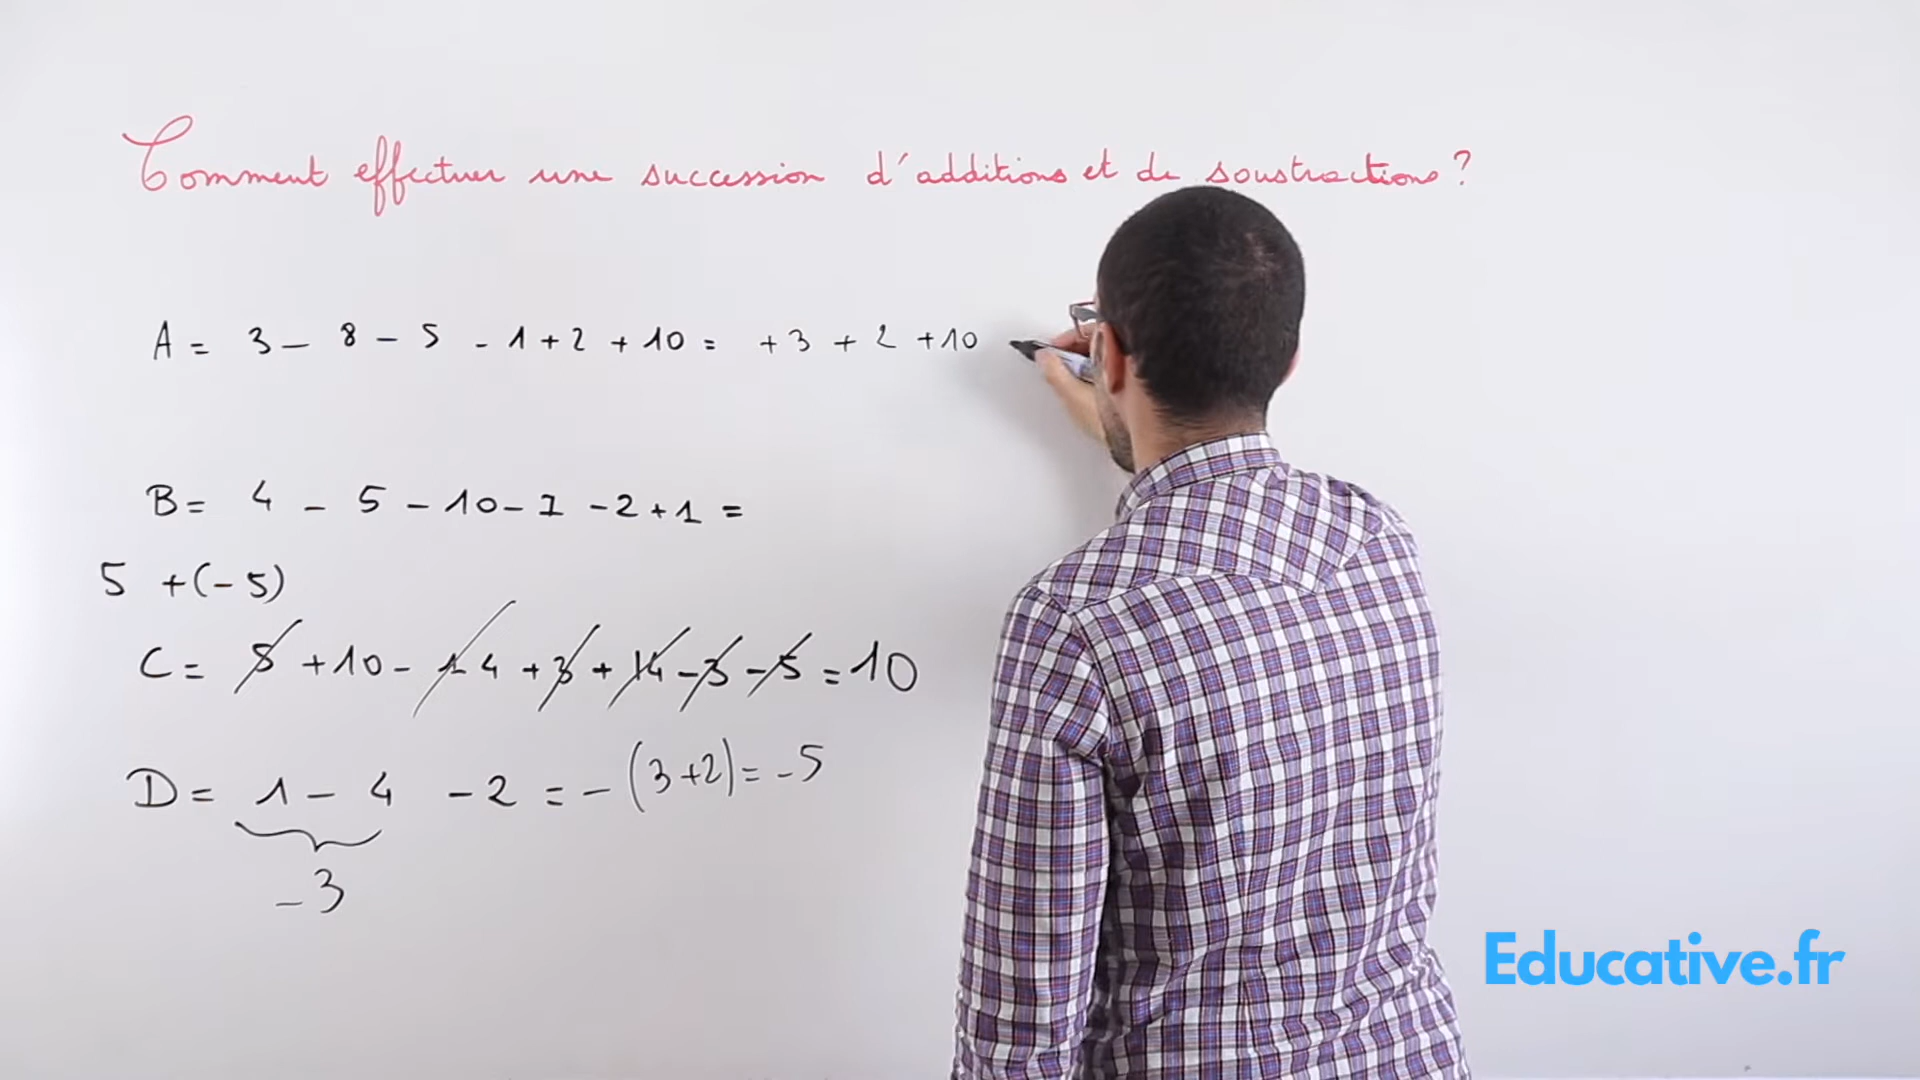 Comment effectuer une succession d'additions et de soustractions ?
A = 3 - 8 - 5 - 1 + 2 + 10 = + 3 + 2 + 10
B = 4 - 5 - 10 - 1 - 2 + 1 =
5 + (- 5)
C = 5 + 10 - 14 + 3 + 14 - 3 - 5 = 10
D = 1 - 4 - 2 = - (3 + 2) = - 5
- 3
Educative.fr